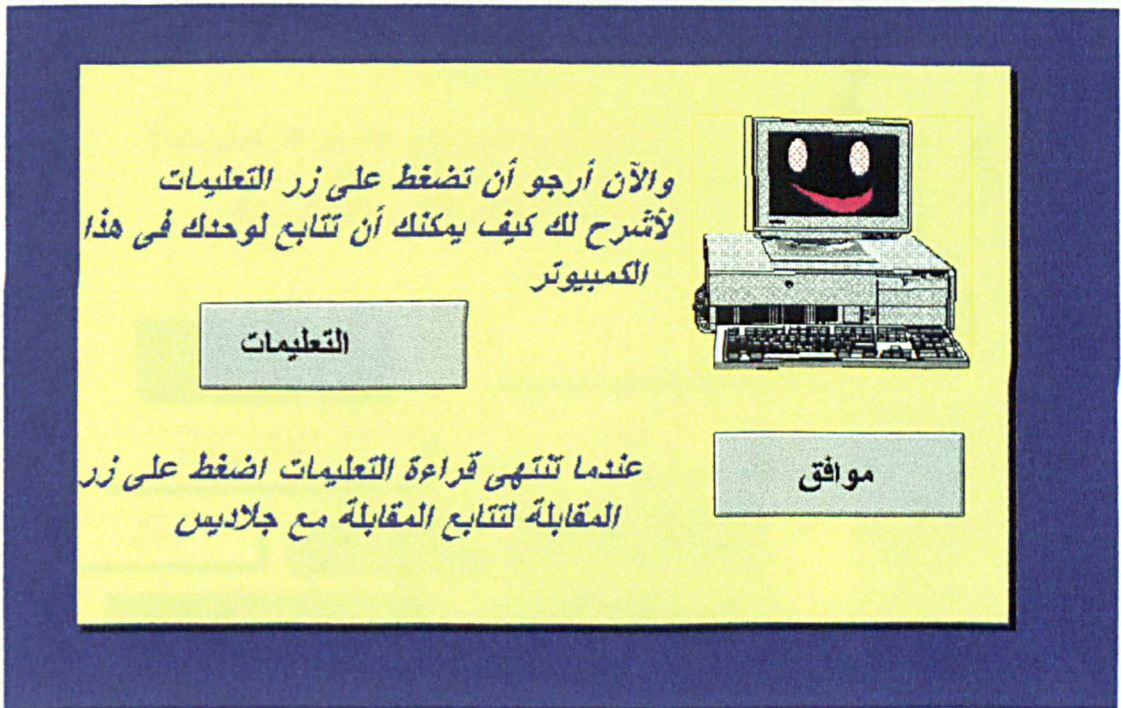 والآن أرجو أن تضغط على زر التعليمات
لأشرح لك كيف يمكنك أن تتابع لوحدك فى هذا
الكمبيوتر
التعليمات
موافق
عندما تنتهى قراءة التعليمات اضغط على زر
المقابلة لتتابع المقابلة مع جلاديس